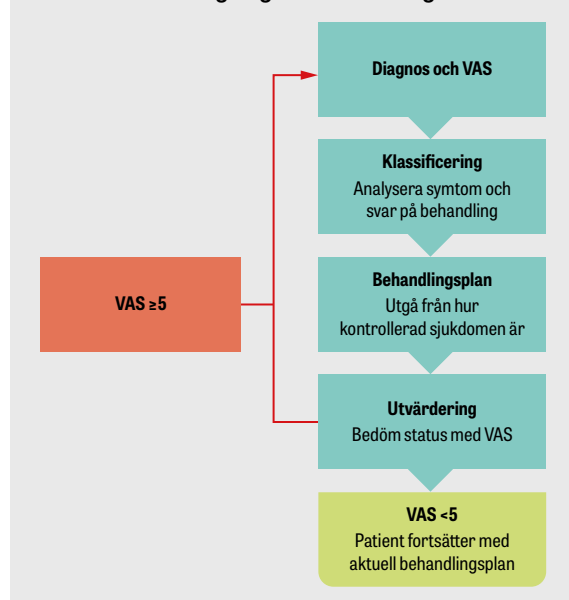 Diagnos och VAS
Klassificering
Analysera symtom och
svar på behandling
Behandlingsplan
Utgå från hur
kontrollerad sjukdomen är
VAS ≥5
Utvärdering
Bedöm status med VAS
VAS <5
Patient fortsätter med
aktuell behandlingsplan